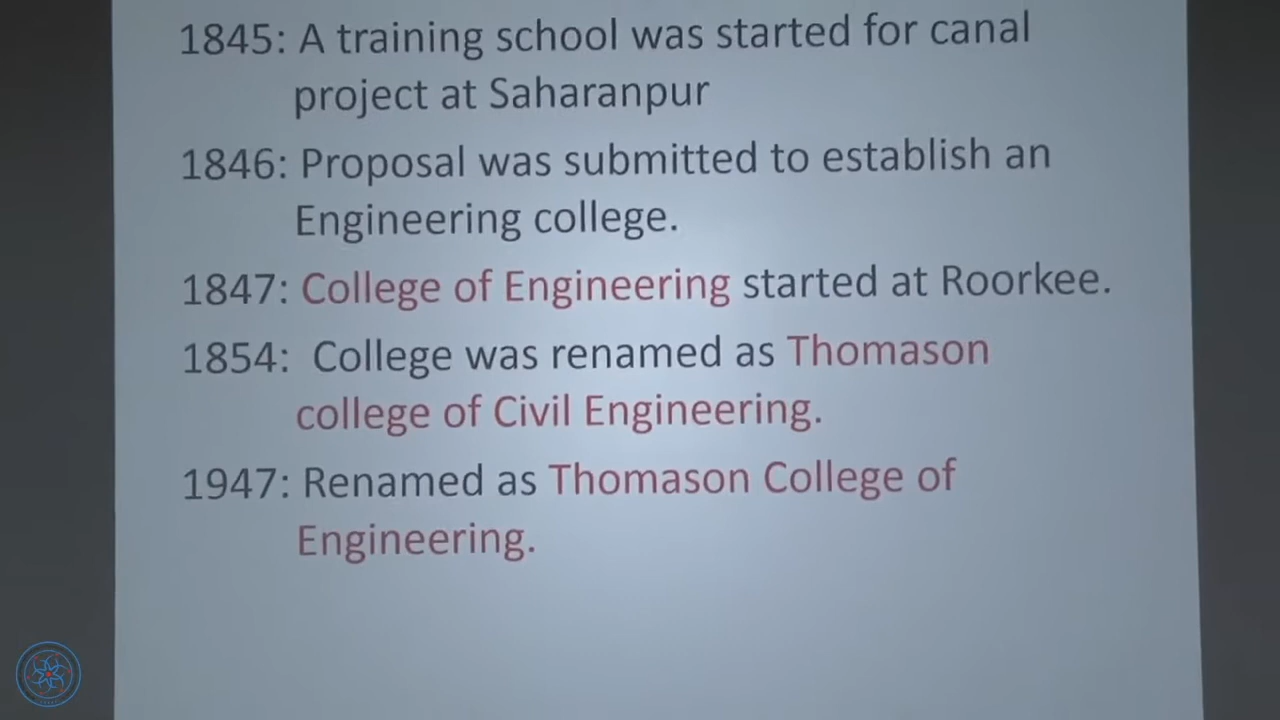 1845: A training school was started for canal
project at Saharanpur
1846: Proposal was submitted to establish an
Engineering college.
1847: College of Engineering started at Roorkee.
1854: College was renamed as Thomason
college of Civil Engineering.
1947: Renamed as Thomason College of
Engineering.